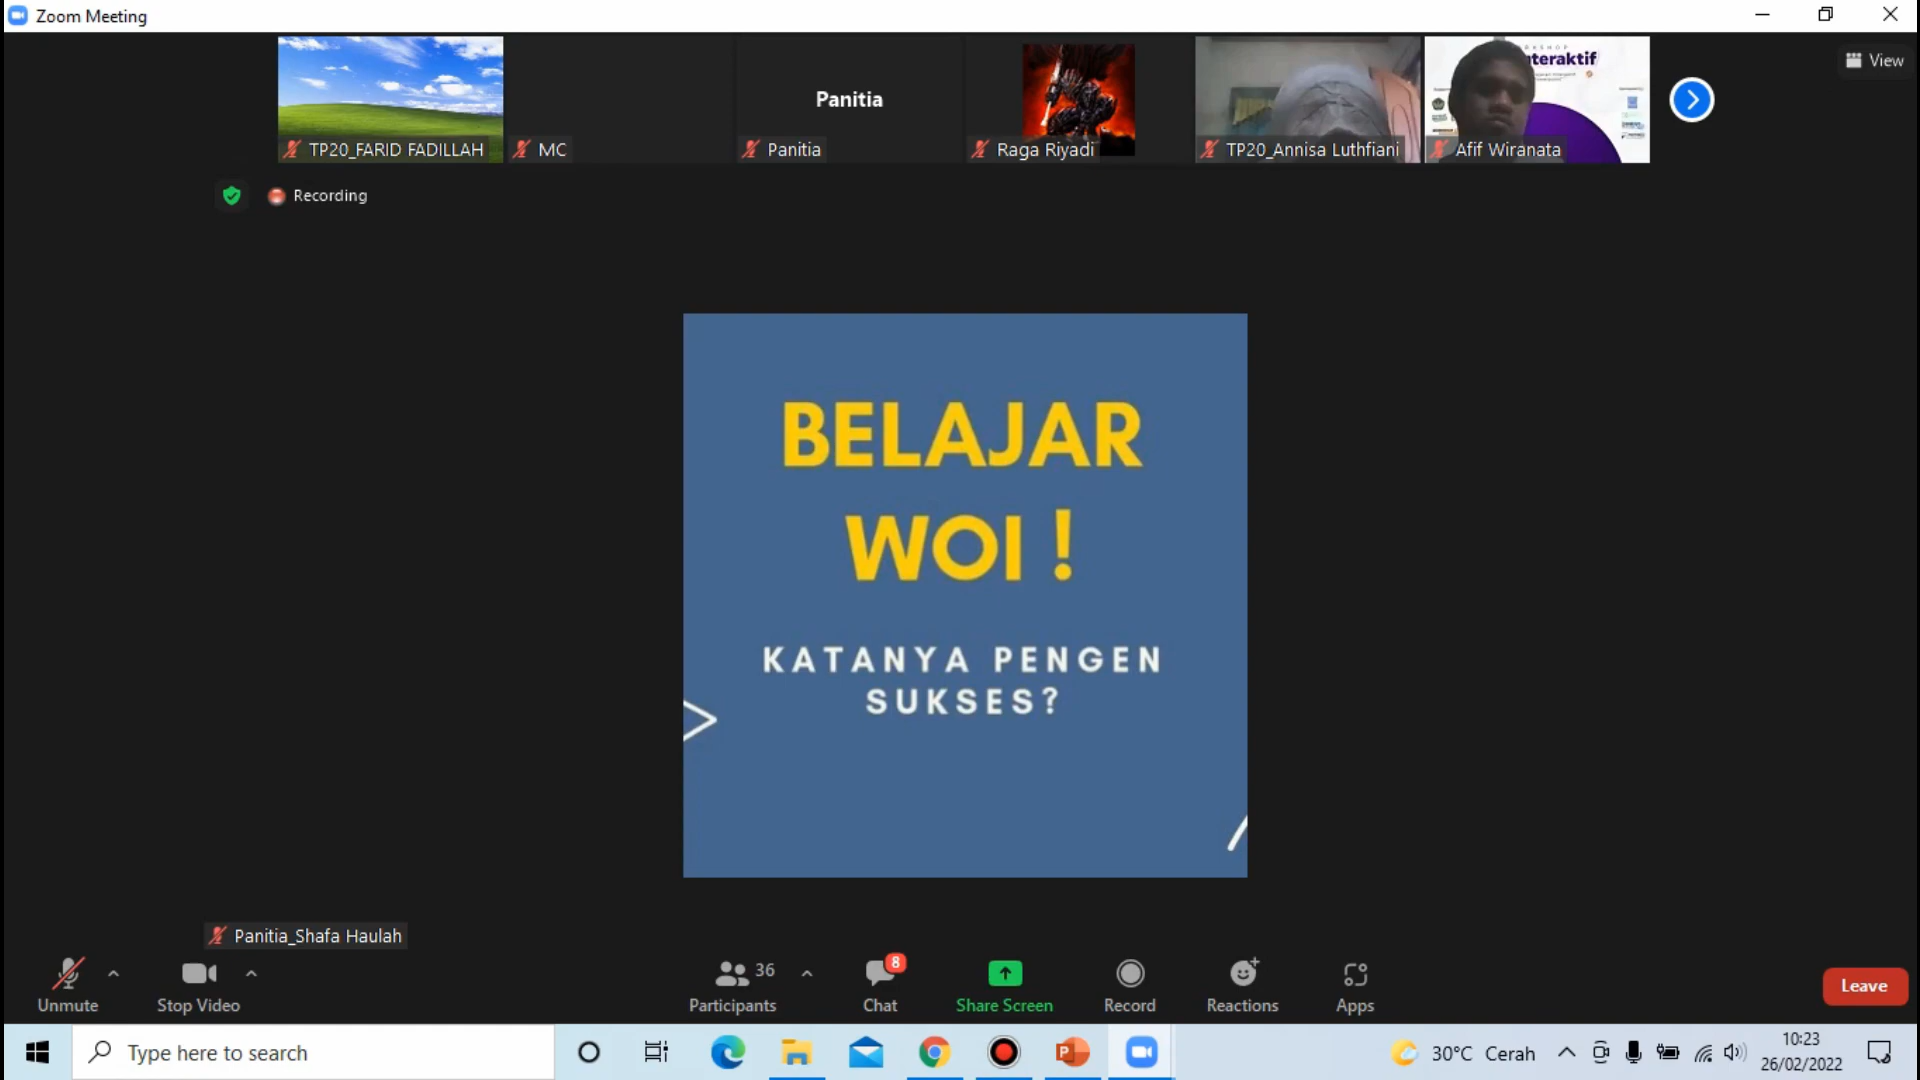 Zoom Meeting
Panitia
View
TP20_FARID FADILLAH
MC
Panitia
Raga Riyadi
TP20_Annisa Luthfiani
Afif Wiranata
WORKSHOP
nteraktif
Recording
BELAJAR
WOI !
KATANYA PENGEN
SUKSES?
Panitia_Shafa Haulah
36
8
Unmute
Stop Video
Participants
Chat
Share Screen
Record
Reactions
Apps
Leave
Type here to search
30°C Cerah
10:23
26/02/2022